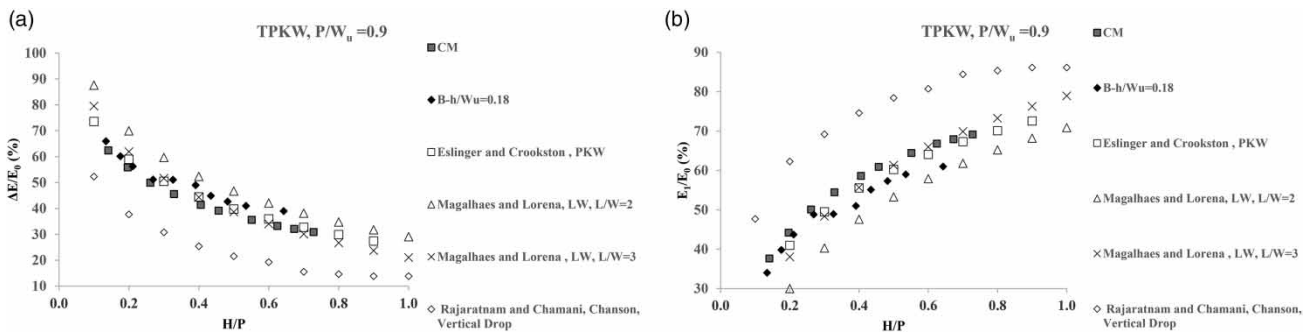 (a)
TPKW, P/Wu =0.9
100
90
80
70
60
50
40
30
20
10
0.0 0.2 0.4 0.6 0.8 1.0
ΔE/E0 (%)
H/P
CM
B-h/Wu=0.18
Eslinger and Crookston , PKW
Magalhaes and Lorena, LW, L/W=2
Magalhaes and Lorena , LW, L/W=3
Rajaratnam and Chamani, Chanson,
Vertical Drop
(b)
TPKW, P/Wu =0.9
90
80
70
60
50
40
30
0.0 0.2 0.4 0.6 0.8 1.0
E1/E0 (%)
H/P
CM
B-h/Wu=0.18
Eslinger and Crookston , PKW
Magalhaes and Lorena, LW, L/W=2
Magalhaes and Lorena , LW, L/W=3
Rajaratnam and Chamani, Chanson,
Vertical Drop